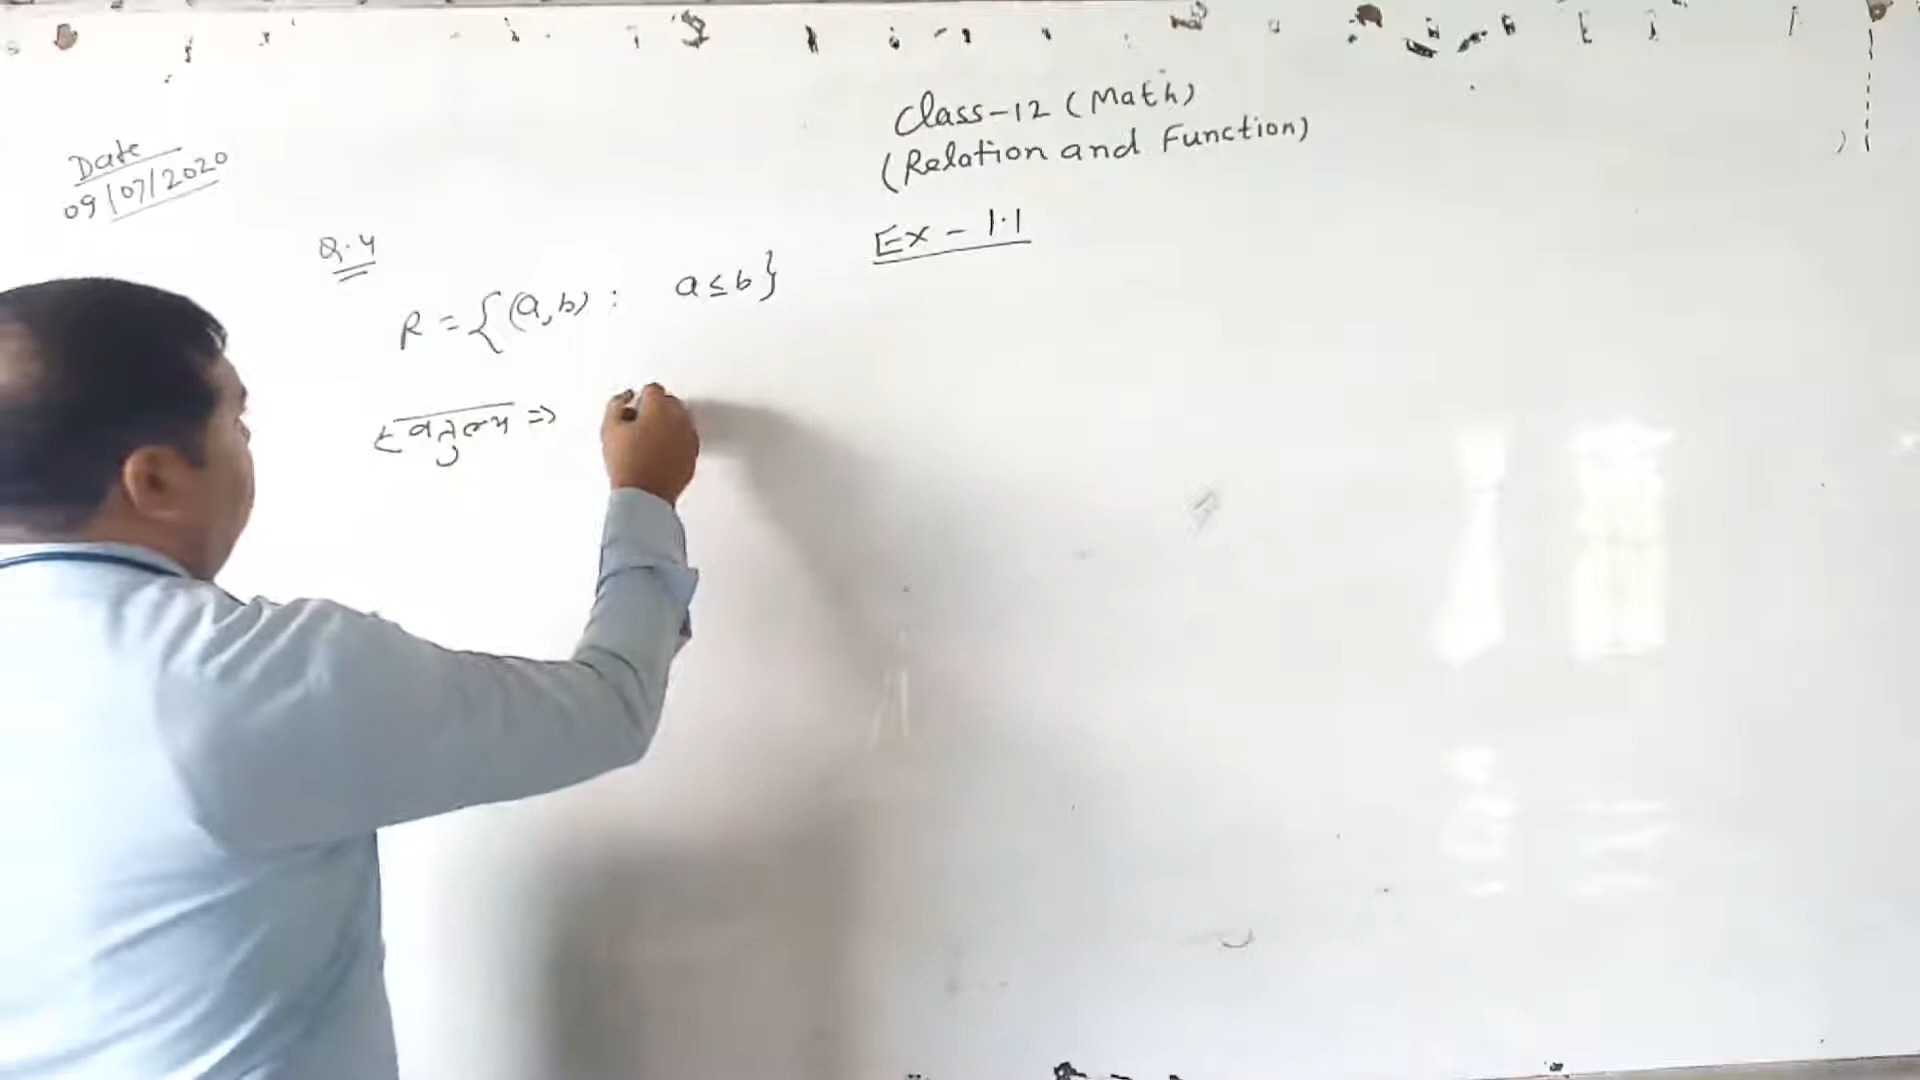 Class-12 (Math)
(Relation and Function)
Date
09/07/2020
Ex - 1.1
Q.4
R = {(a,b) : a≤b}
स्वतुल्य =>